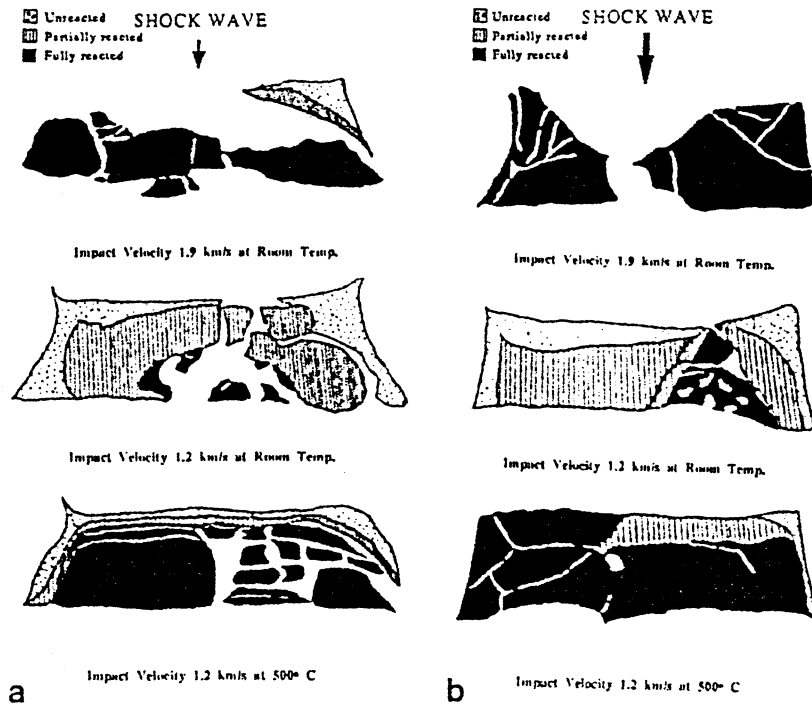 Unreacted
SHOCK WAVE
Partially reacted
Fully reacted
Impact Velocity 1.9 km/s at Room Temp.
Impact Velocity 1.2 km/s at Room Temp.
Impact Velocity 1.2 km/s at 500° C
a
Unreacted
SHOCK WAVE
Partially reacted
Fully reacted
Impact Velocity 1.9 km/s at Room Temp.
Impact Velocity 1.2 km/s at Room Temp.
Impact Velocity 1.2 km/s at 500° C
b